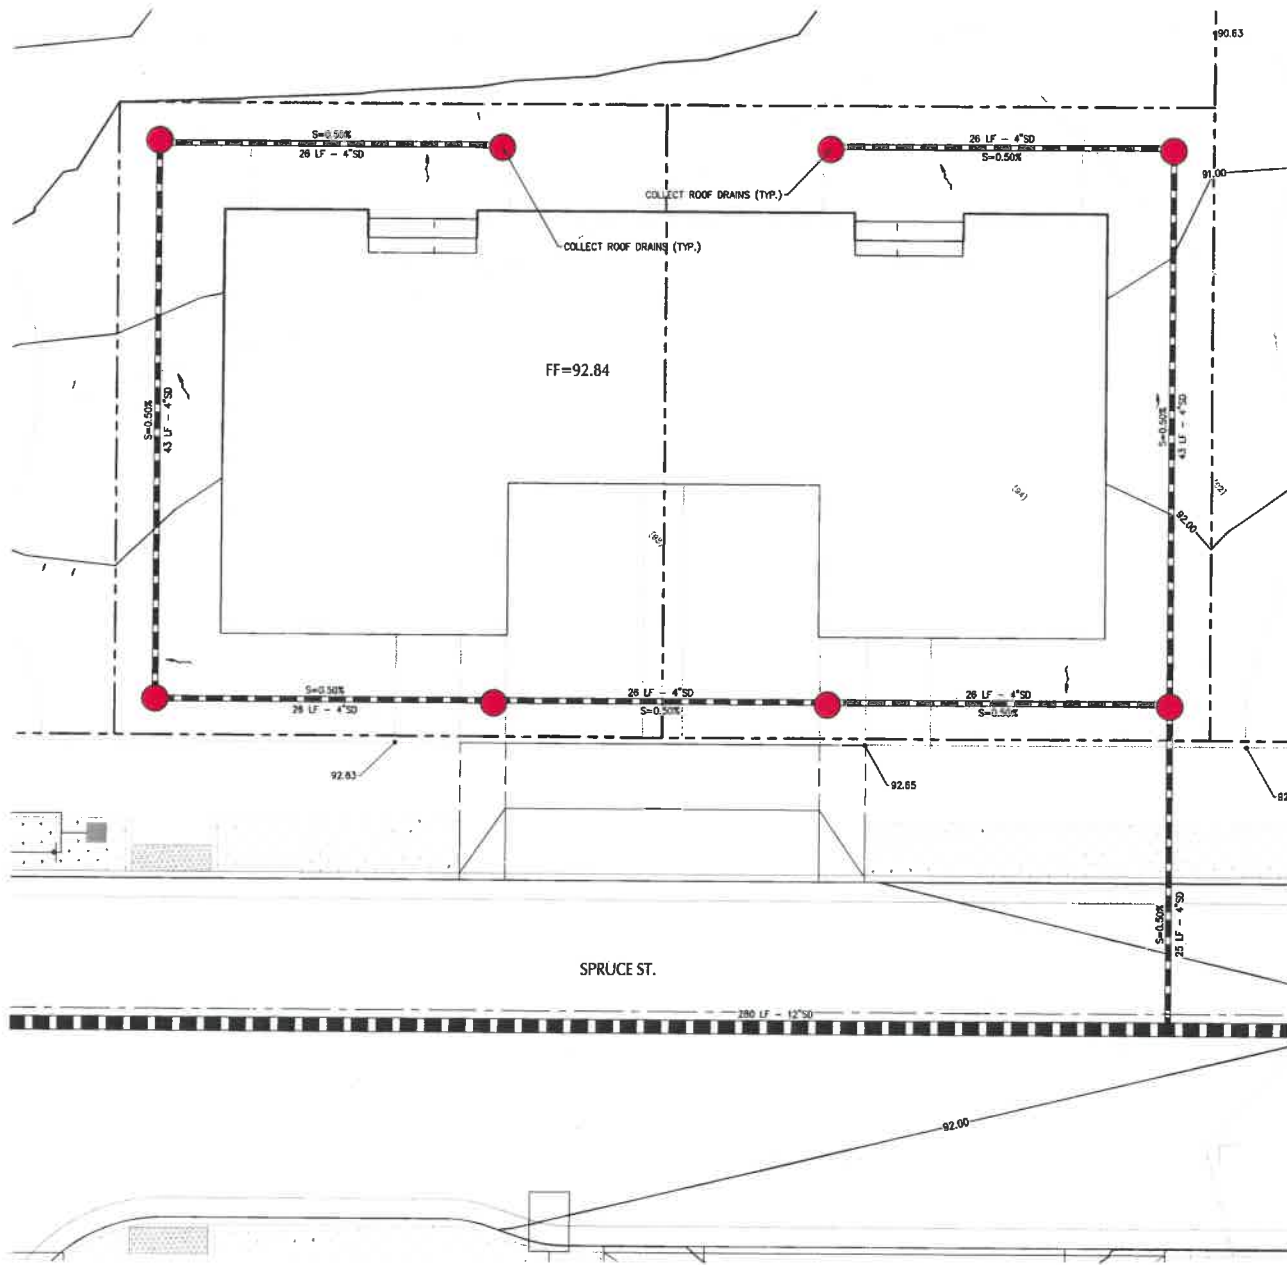 90.63
S=0.50%
26 LF - 4"SD
26 LF - 4"SD
S=0.50%
91.00
COLLECT ROOF DRAINS (TYP.)
COLLECT ROOF DRAINS (TYP.)
FF=92.84
S=0.50%
43 LF - 4"SD
S=0.50%
43 LF - 4"SD
(94)
(92)
92.00
S=0.50%
26 LF - 4"SD
26 LF - 4"SD
S=0.50%
26 LF - 4"SD
S=0.50%
92.83
92.65
S=0.50%
25 LF - 4"SD
SPRUCE ST.
280 LF - 12"SD
92.00